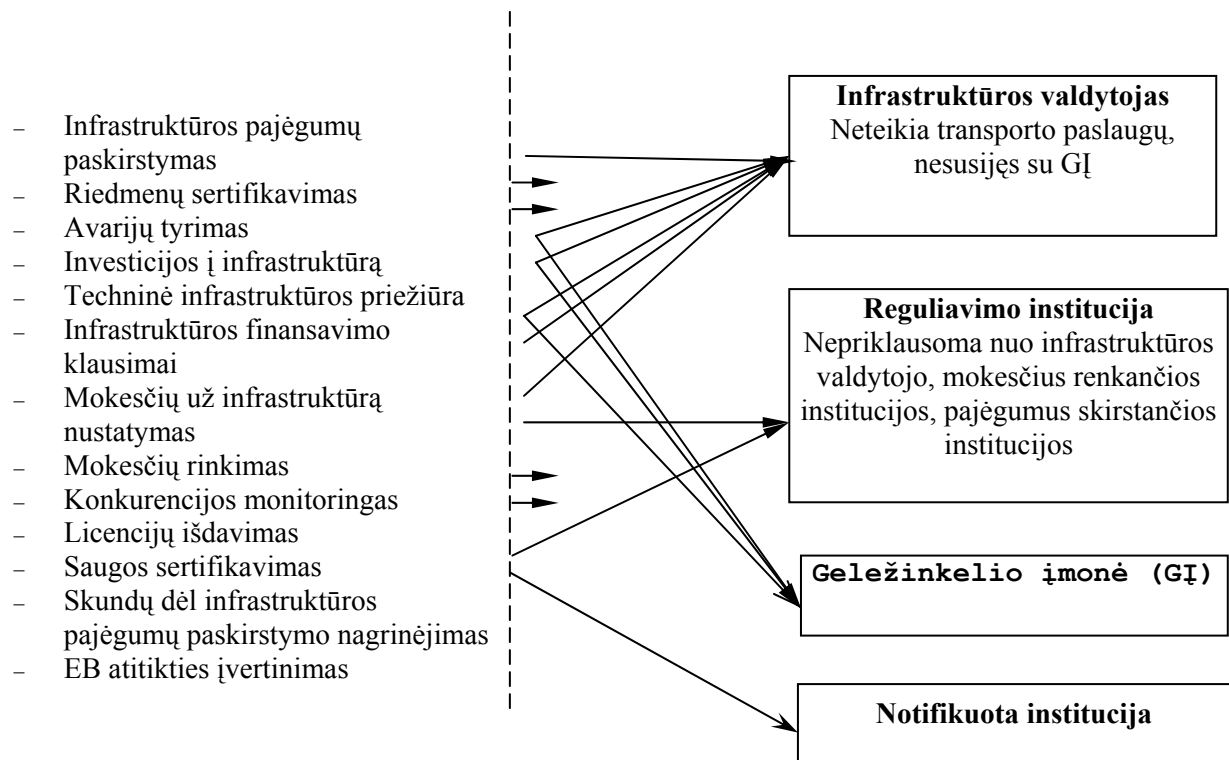 – Infrastruktūros pajėgumų
paskirstymas
– Riedmenų sertifikavimas
– Avarijų tyrimas
– Investicijos į infrastruktūrą
– Techninė infrastruktūros priežiūra
– Infrastruktūros finansavimo
klausimai
– Mokesčių už infrastruktūrą
nustatymas
– Mokesčių rinkimas
– Konkurencijos monitoringas
– Licencijų išdavimas
– Saugos sertifikavimas
– Skundų dėl infrastruktūros
pajėgumų paskirstymo nagrinėjimas
– EB atitikties įvertinimas
Infrastruktūros valdytojas
Neteikia transporto paslaugų,
nesusijęs su GĮ
Reguliavimo institucija
Nepriklausoma nuo infrastruktūros
valdytojo, mokesčius renkančios
institucijos, pajėgumus skirstančios
institucijos
Geležinkelio įmonė (GĮ)
Notifikuota institucija